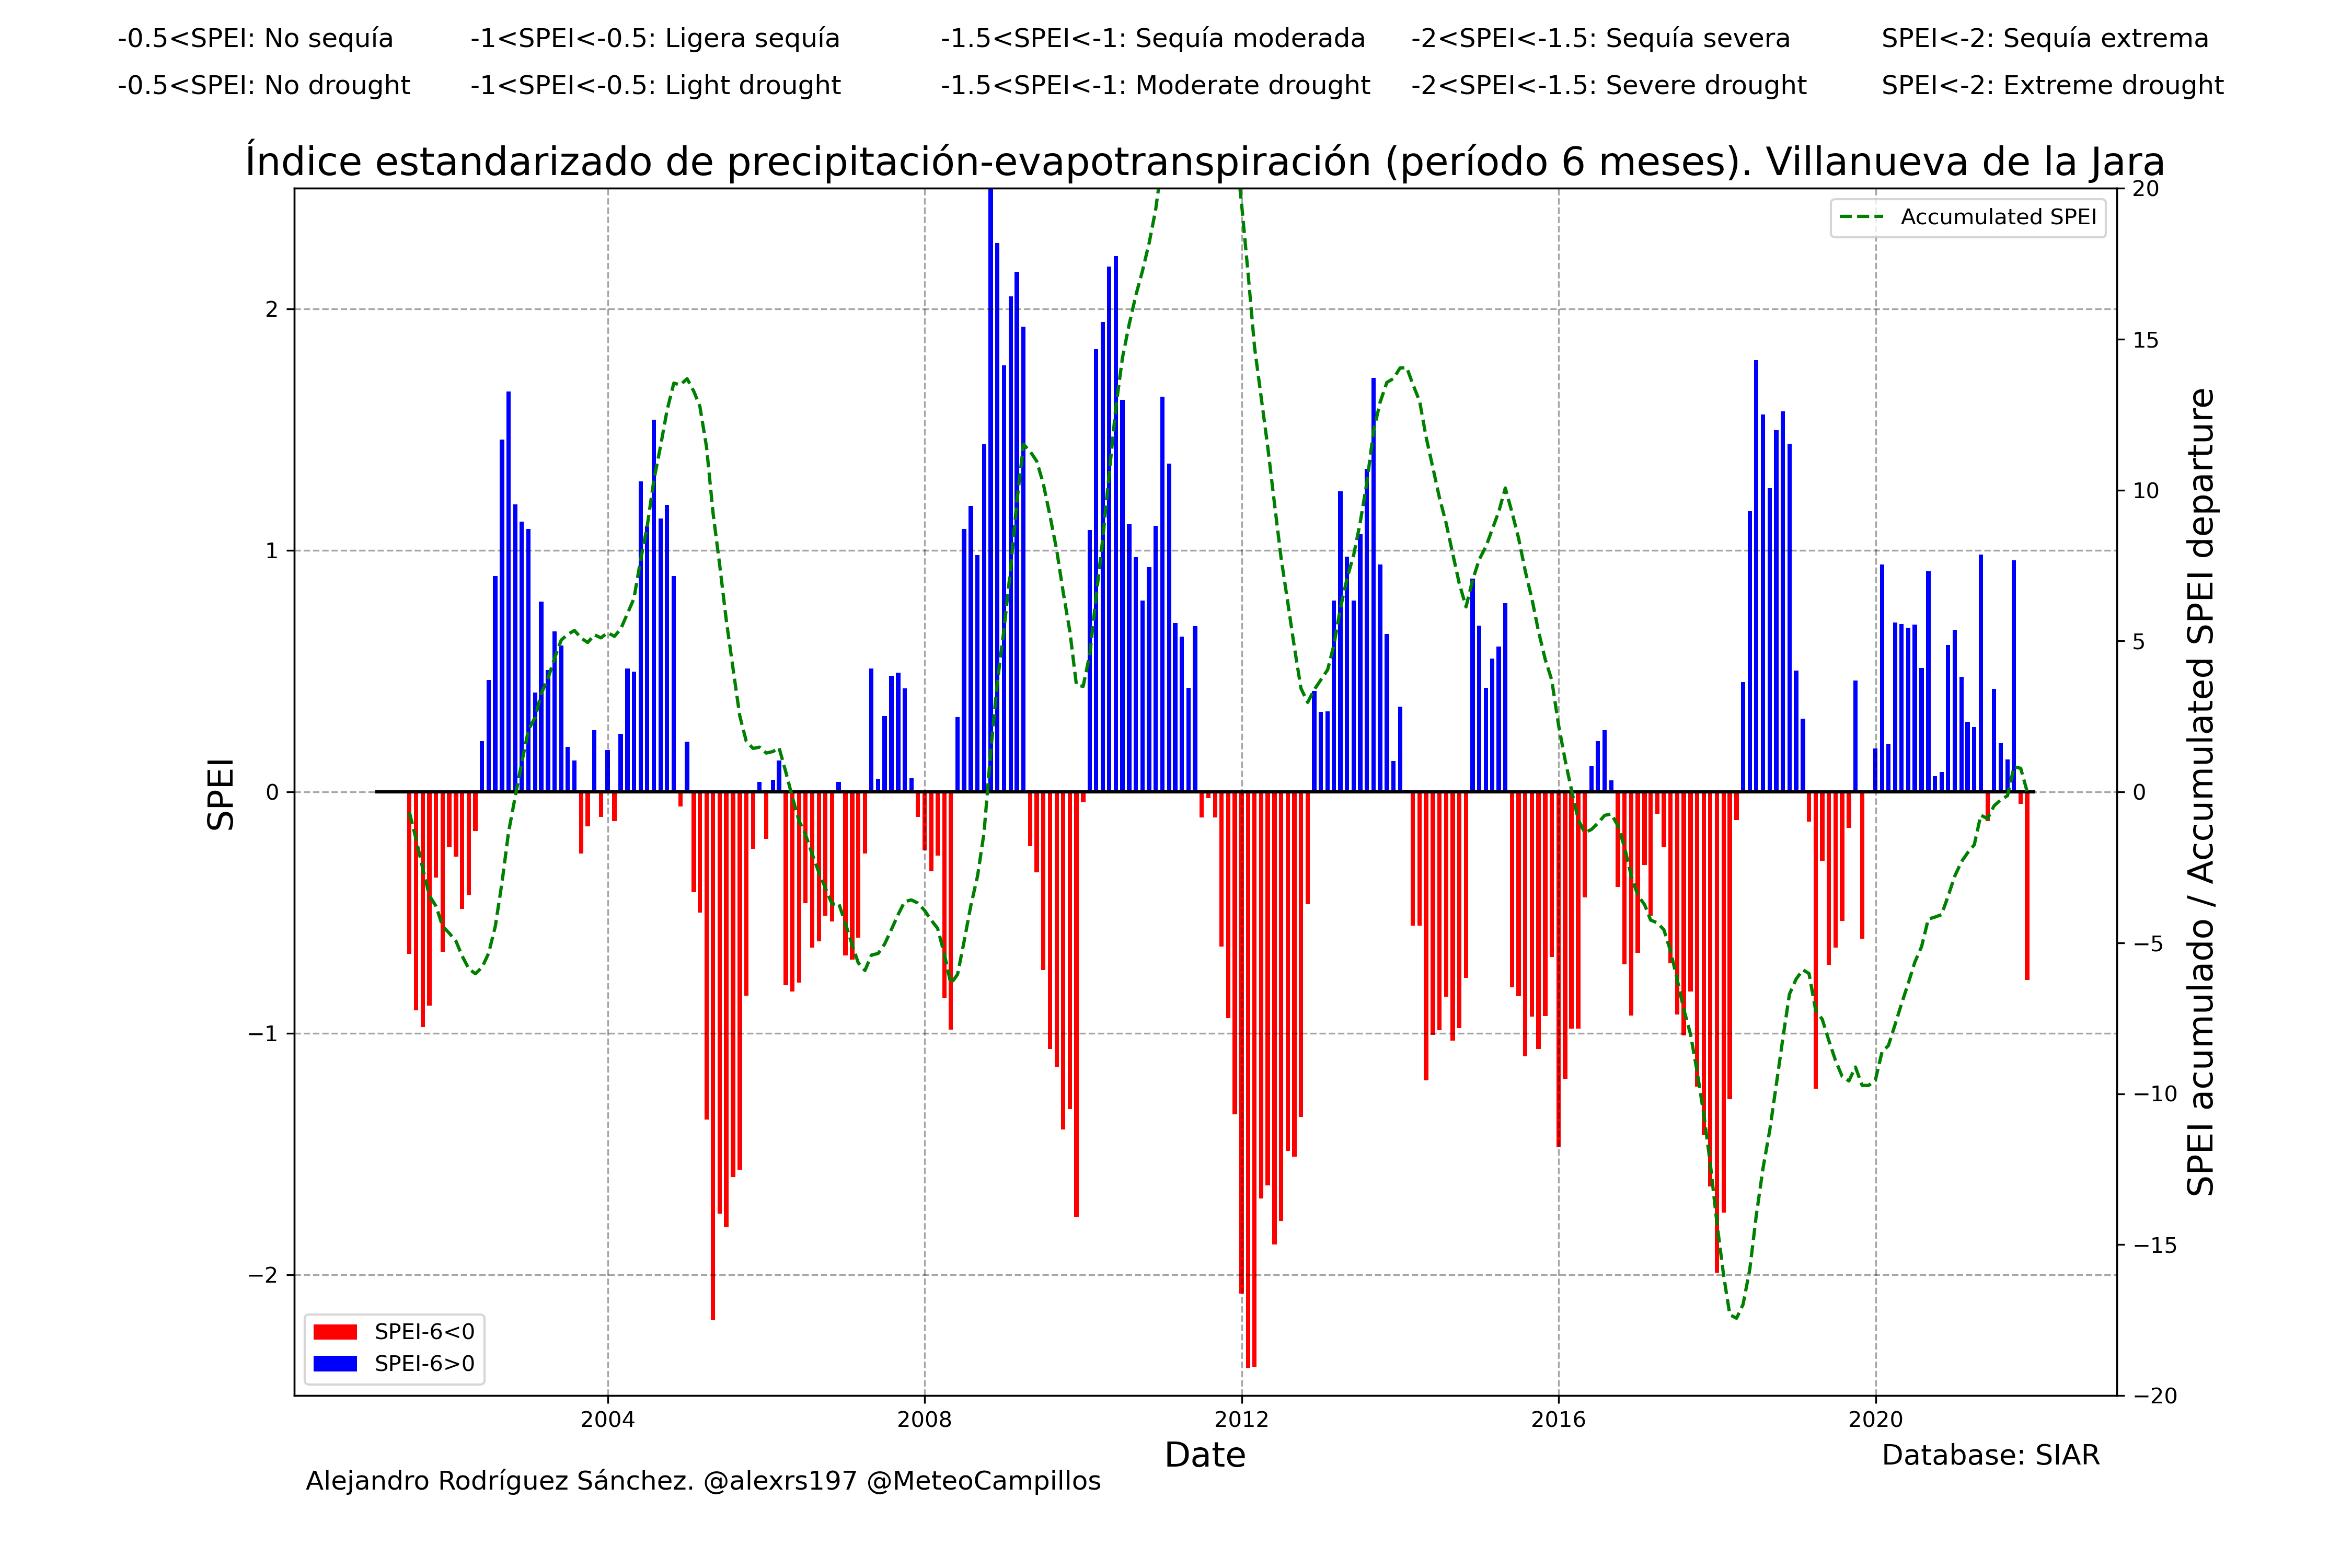 -0.5<SPEI: No sequía -1<SPEI<-0.5: Ligera sequía -1.5<SPEI<-1: Sequía moderada -2<SPEI<-1.5: Sequía severa SPEI<-2: Sequía extrema
-0.5<SPEI: No drought -1<SPEI<-0.5: Light drought -1.5<SPEI<-1: Moderate drought -2<SPEI<-1.5: Severe drought SPEI<-2: Extreme drought
Índice estandarizado de precipitación-evapotranspiración (período 6 meses). Villanueva de la Jara
Accumulated SPEI
SPEI
2
1
0
−1
−2
20
15
10
5
0
−5
−10
−15
−20
SPEI acumulado / Accumulated SPEI departure
SPEI-6<0
SPEI-6>0
2004 2008 2012 2016 2020
Date
Database: SIAR
Alejandro Rodríguez Sánchez. @alexrs197 @MeteoCampillos